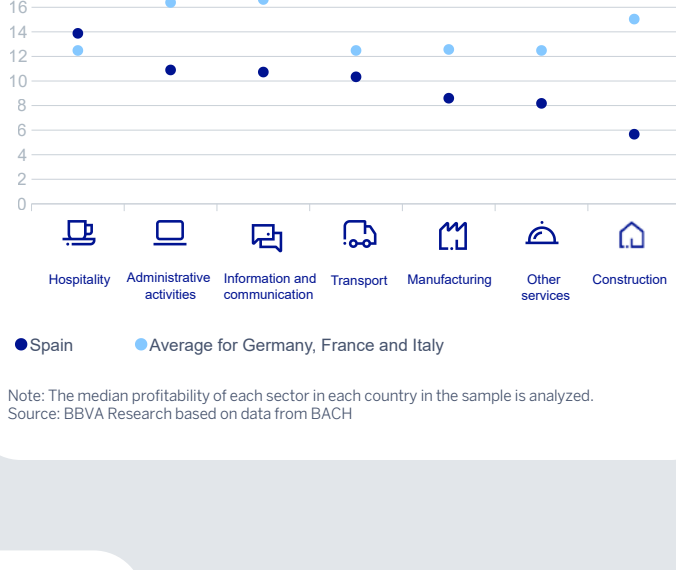 16
14
12
10
8
6
4
2
0
Hospitality
Administrative
activities
Information and
communication
Transport
Manufacturing
Other
services
Construction
Spain
Average for Germany, France and Italy
Note: The median profitability of each sector in each country in the sample is analyzed.
Source: BBVA Research based on data from BACH